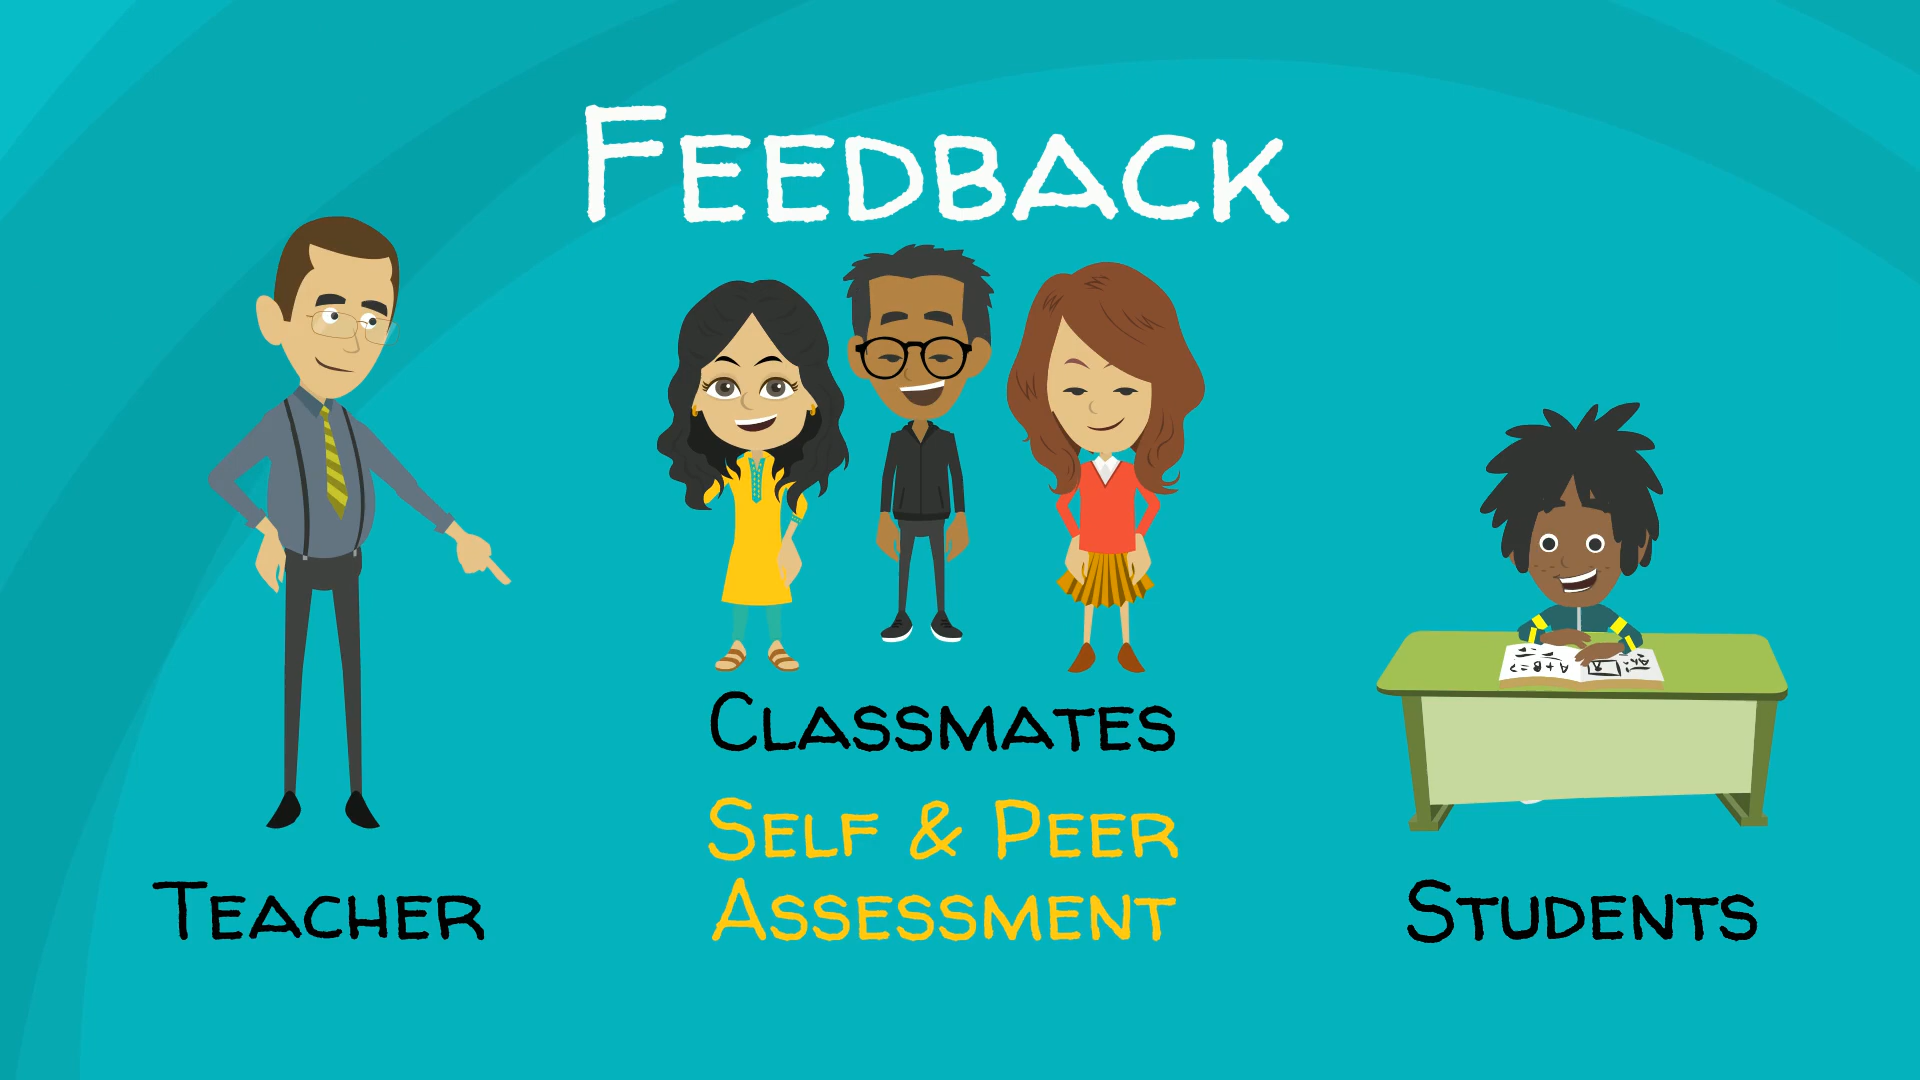 Feedback
Classmates
Self & Peer
Assessment
Teacher
Students
A+B=?